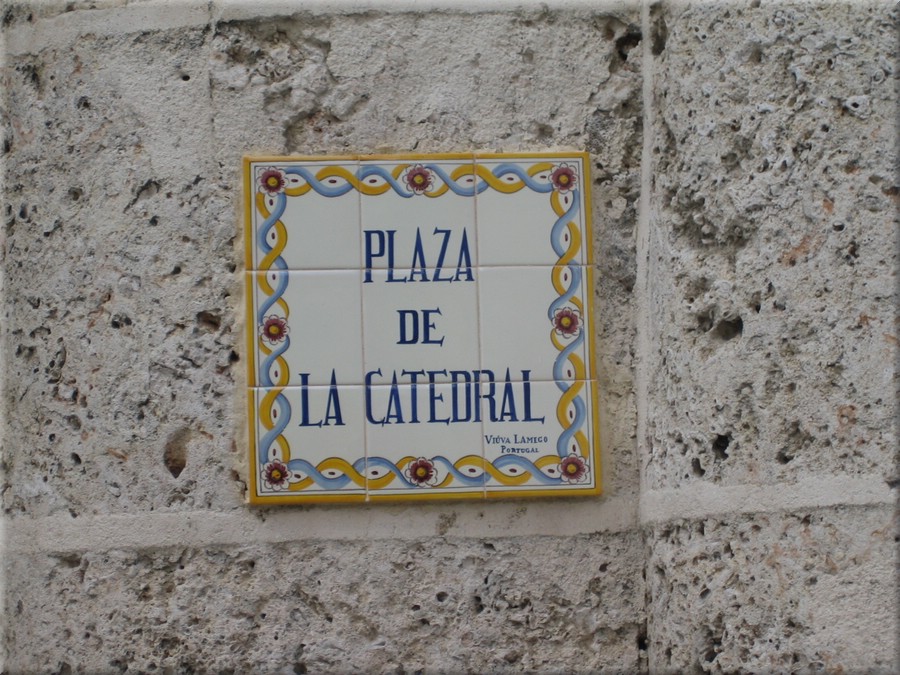 PLAZA
DE
LA CATEDRAL
VIÚVA LAMEGO
PORTUGAL